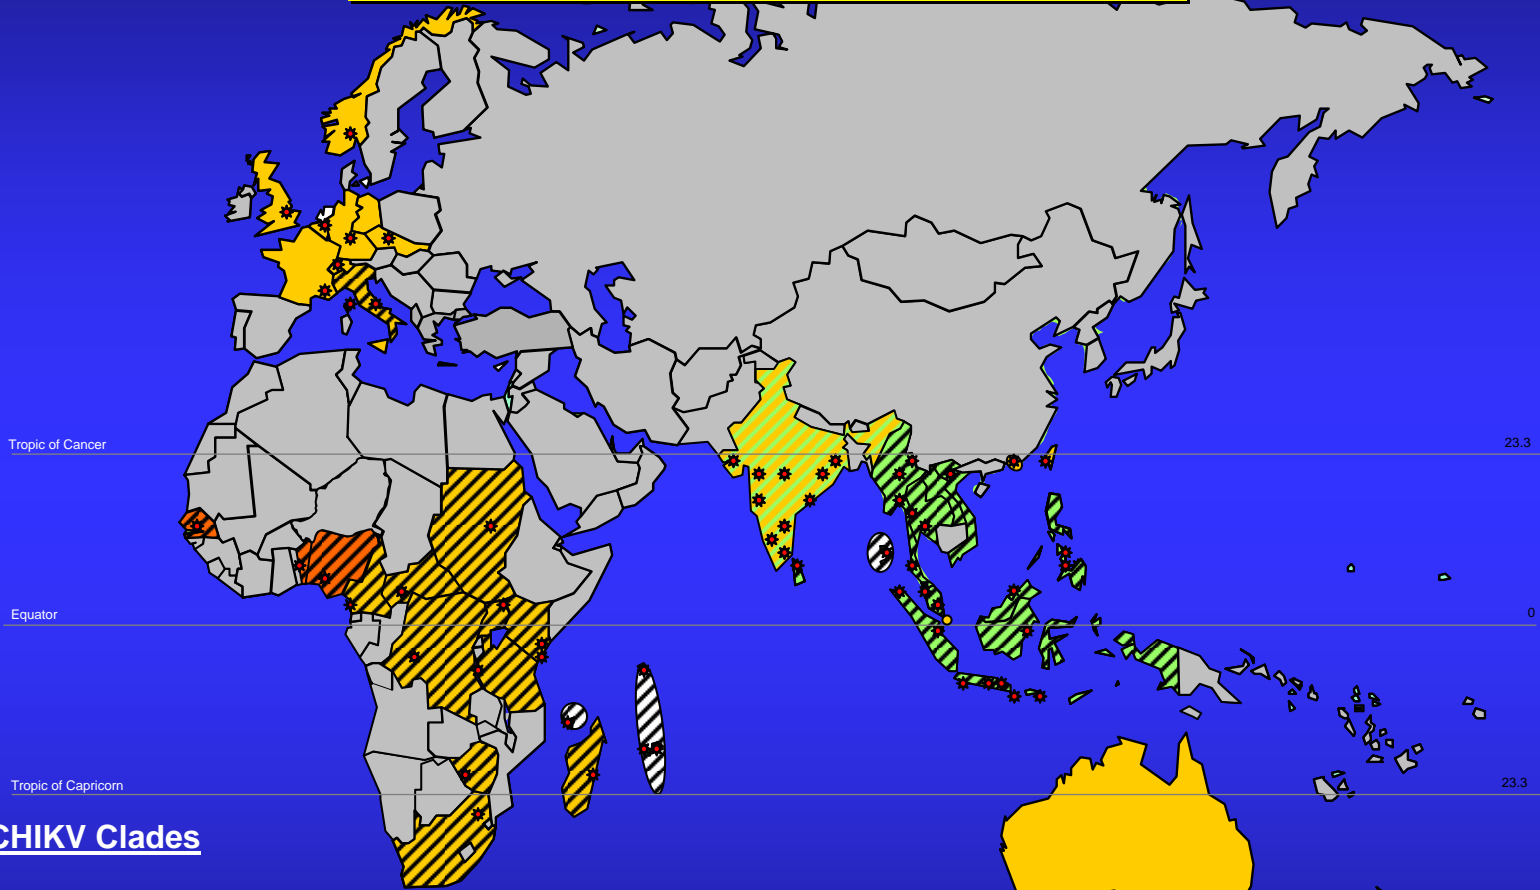 Tropic of Cancer
23.3
Equator
0
Tropic of Capricorn
23.3
CHIKV Clades